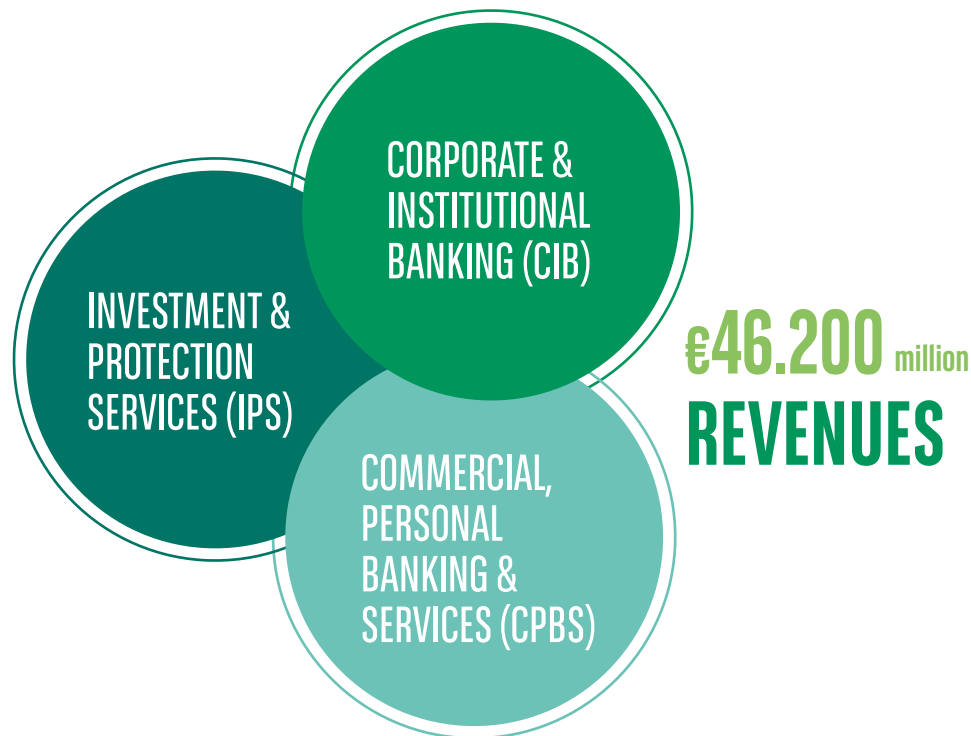 CORPORATE &
INSTITUTIONAL
BANKING (CIB)
INVESTMENT &
PROTECTION
SERVICES (IPS)
€46.200 million
REVENUES
COMMERCIAL,
PERSONAL
BANKING &
SERVICES (CPBS)